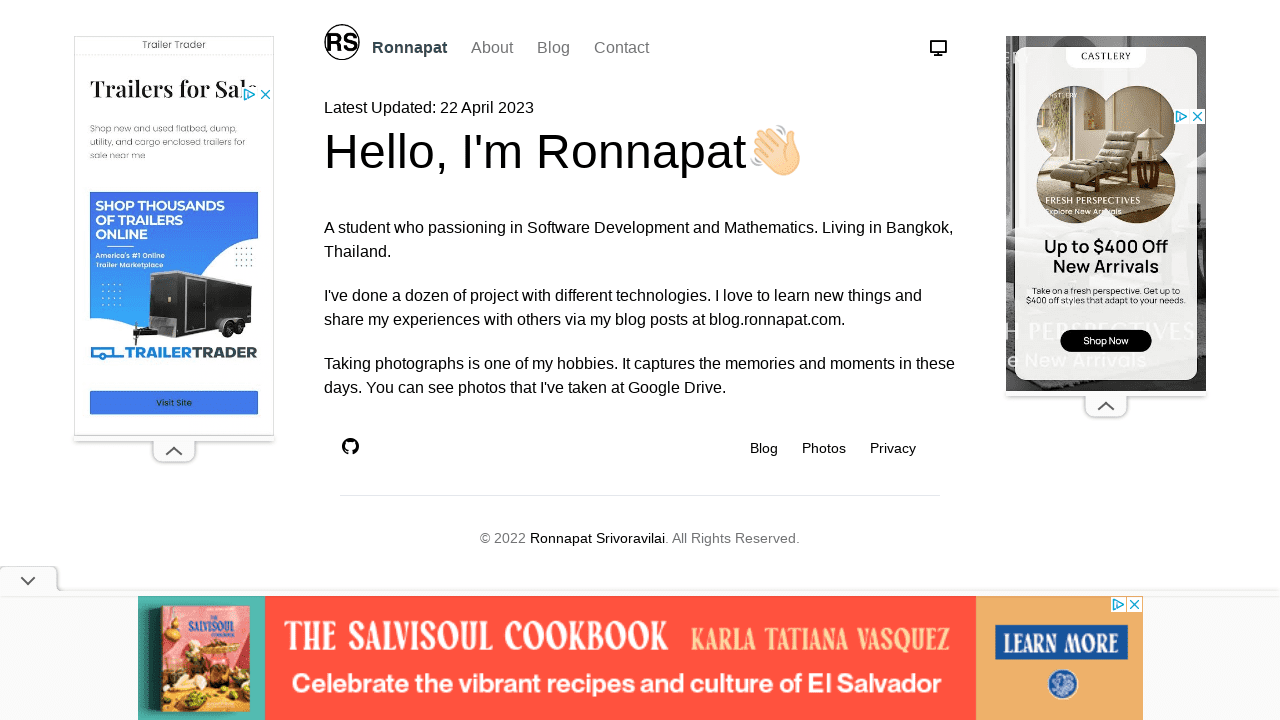 RS
Ronnapat About Blog Contact
Latest Updated: 22 April 2023
Hello, I'm Ronnapat
A student who passioning in Software Development and Mathematics. Living in Bangkok,
Thailand.
I've done a dozen of project with different technologies. I love to learn new things and
share my experiences with others via my blog posts at blog.ronnapat.com.
Taking photographs is one of my hobbies. It captures the memories and moments in these
days. You can see photos that I've taken at Google Drive.
Blog Photos Privacy
© 2022 Ronnapat Srivoravilai. All Rights Reserved.
Trailer Trader
Trailers for Sale
Shop new and used flatbed, dump,
utility, and cargo enclosed trailers for
sale near me
SHOP THOUSANDS
OF TRAILERS
ONLINE
America's #1 Online
Trailer Marketplace
TRAILERTRADER
Visit Site
CASTLERY
FRESH PERSPECTIVES
Explore New Arrivals
Up to $400 Off
New Arrivals
Take on a fresh perspective. Get up to
$400 off styles that adapt to your needs.
Shop Now
THE SALVISOUL COOKBOOK KARLA TATIANA VASQUEZ
Celebrate the vibrant recipes and culture of El Salvador
LEARN MORE
THE
SALVISOUL
COOKBOOK